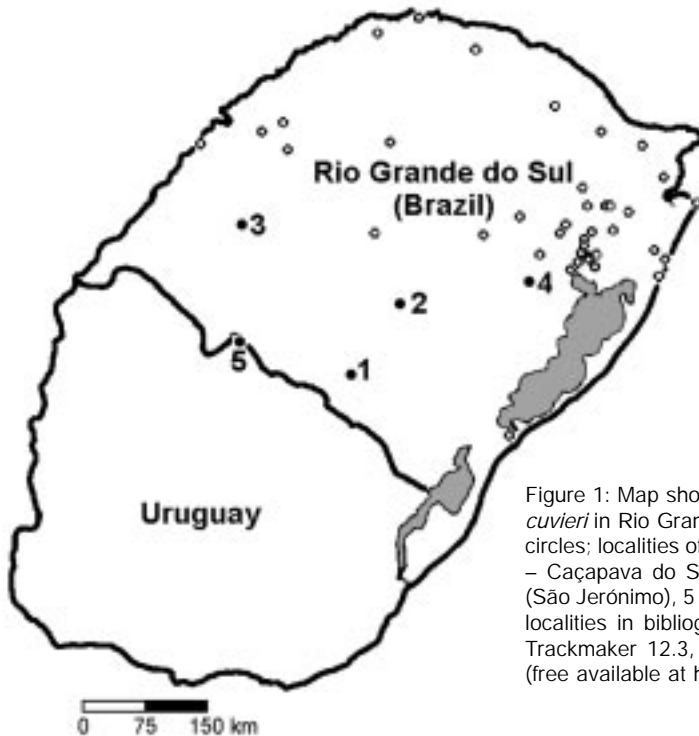 Rio Grande do Sul
(Brazil)
3
2
4
5
1
Uruguay
0 75 150 km
Figure 1: Map sho
cuvieri in Rio Gran
circles; localities of
– Caçapava do S
(São Jerónimo), 5
localities in bibliog
Trackmaker 12.3,
(free available at h